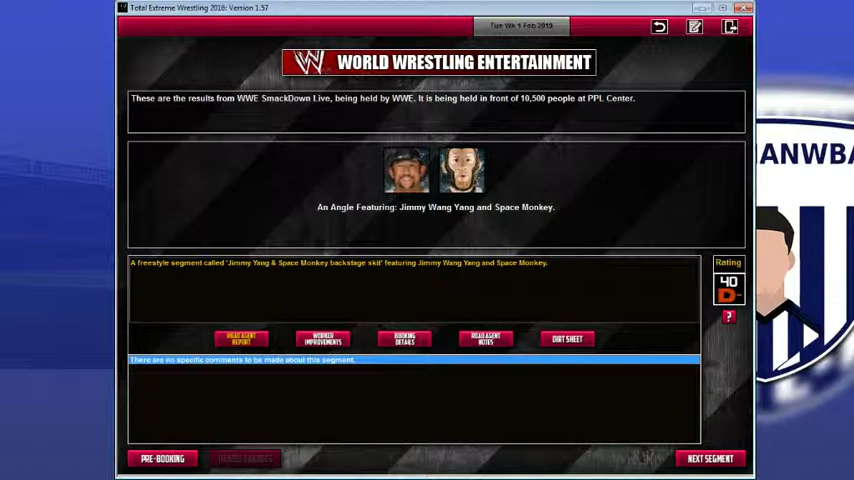 Total Extreme Wrestling 2016: Version 1.57
Tue Wk 1 Feb 2019
W WORLD WRESTLING ENTERTAINMENT
These are the results from WWE SmackDown Live, being held by WWE. It is being held in front of 10,500 people at PPL Center.
ANWBA
An Angle Featuring: Jimmy Wang Yang and Space Monkey.
A freestyle segment called 'Jimmy Yang & Space Monkey backstage skit' featuring Jimmy Wang Yang and Space Monkey.
Rating
40
D-
?
ROAD AGENT REPORT
WORKER IMPROVEMENTS
BOOKING DETAILS
ROAD AGENT NOTES
DIRT SHEET
There are no specific comments to be made about this segment.
PRE-BOOKING
NEXT SEGMENT